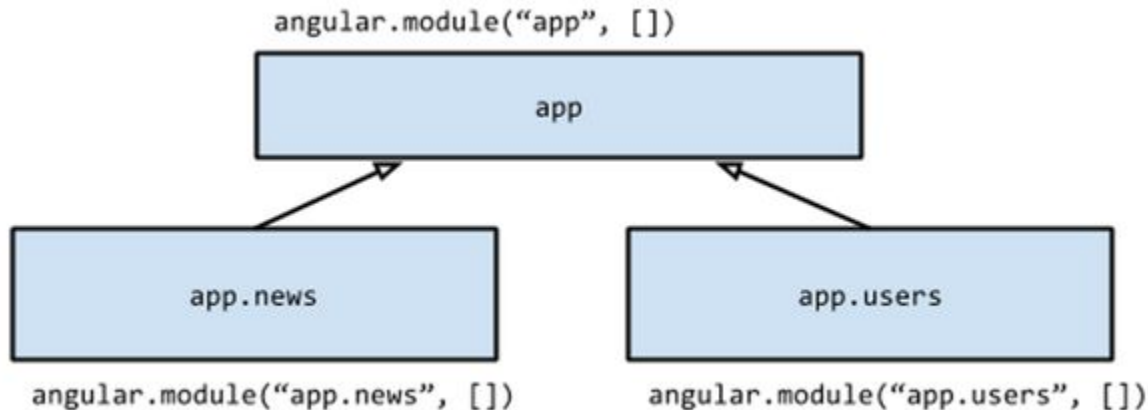 angular.module(“app”, [])
app
app.news
app.users
angular.module(“app.news”, [])
angular.module(“app.users”, [])